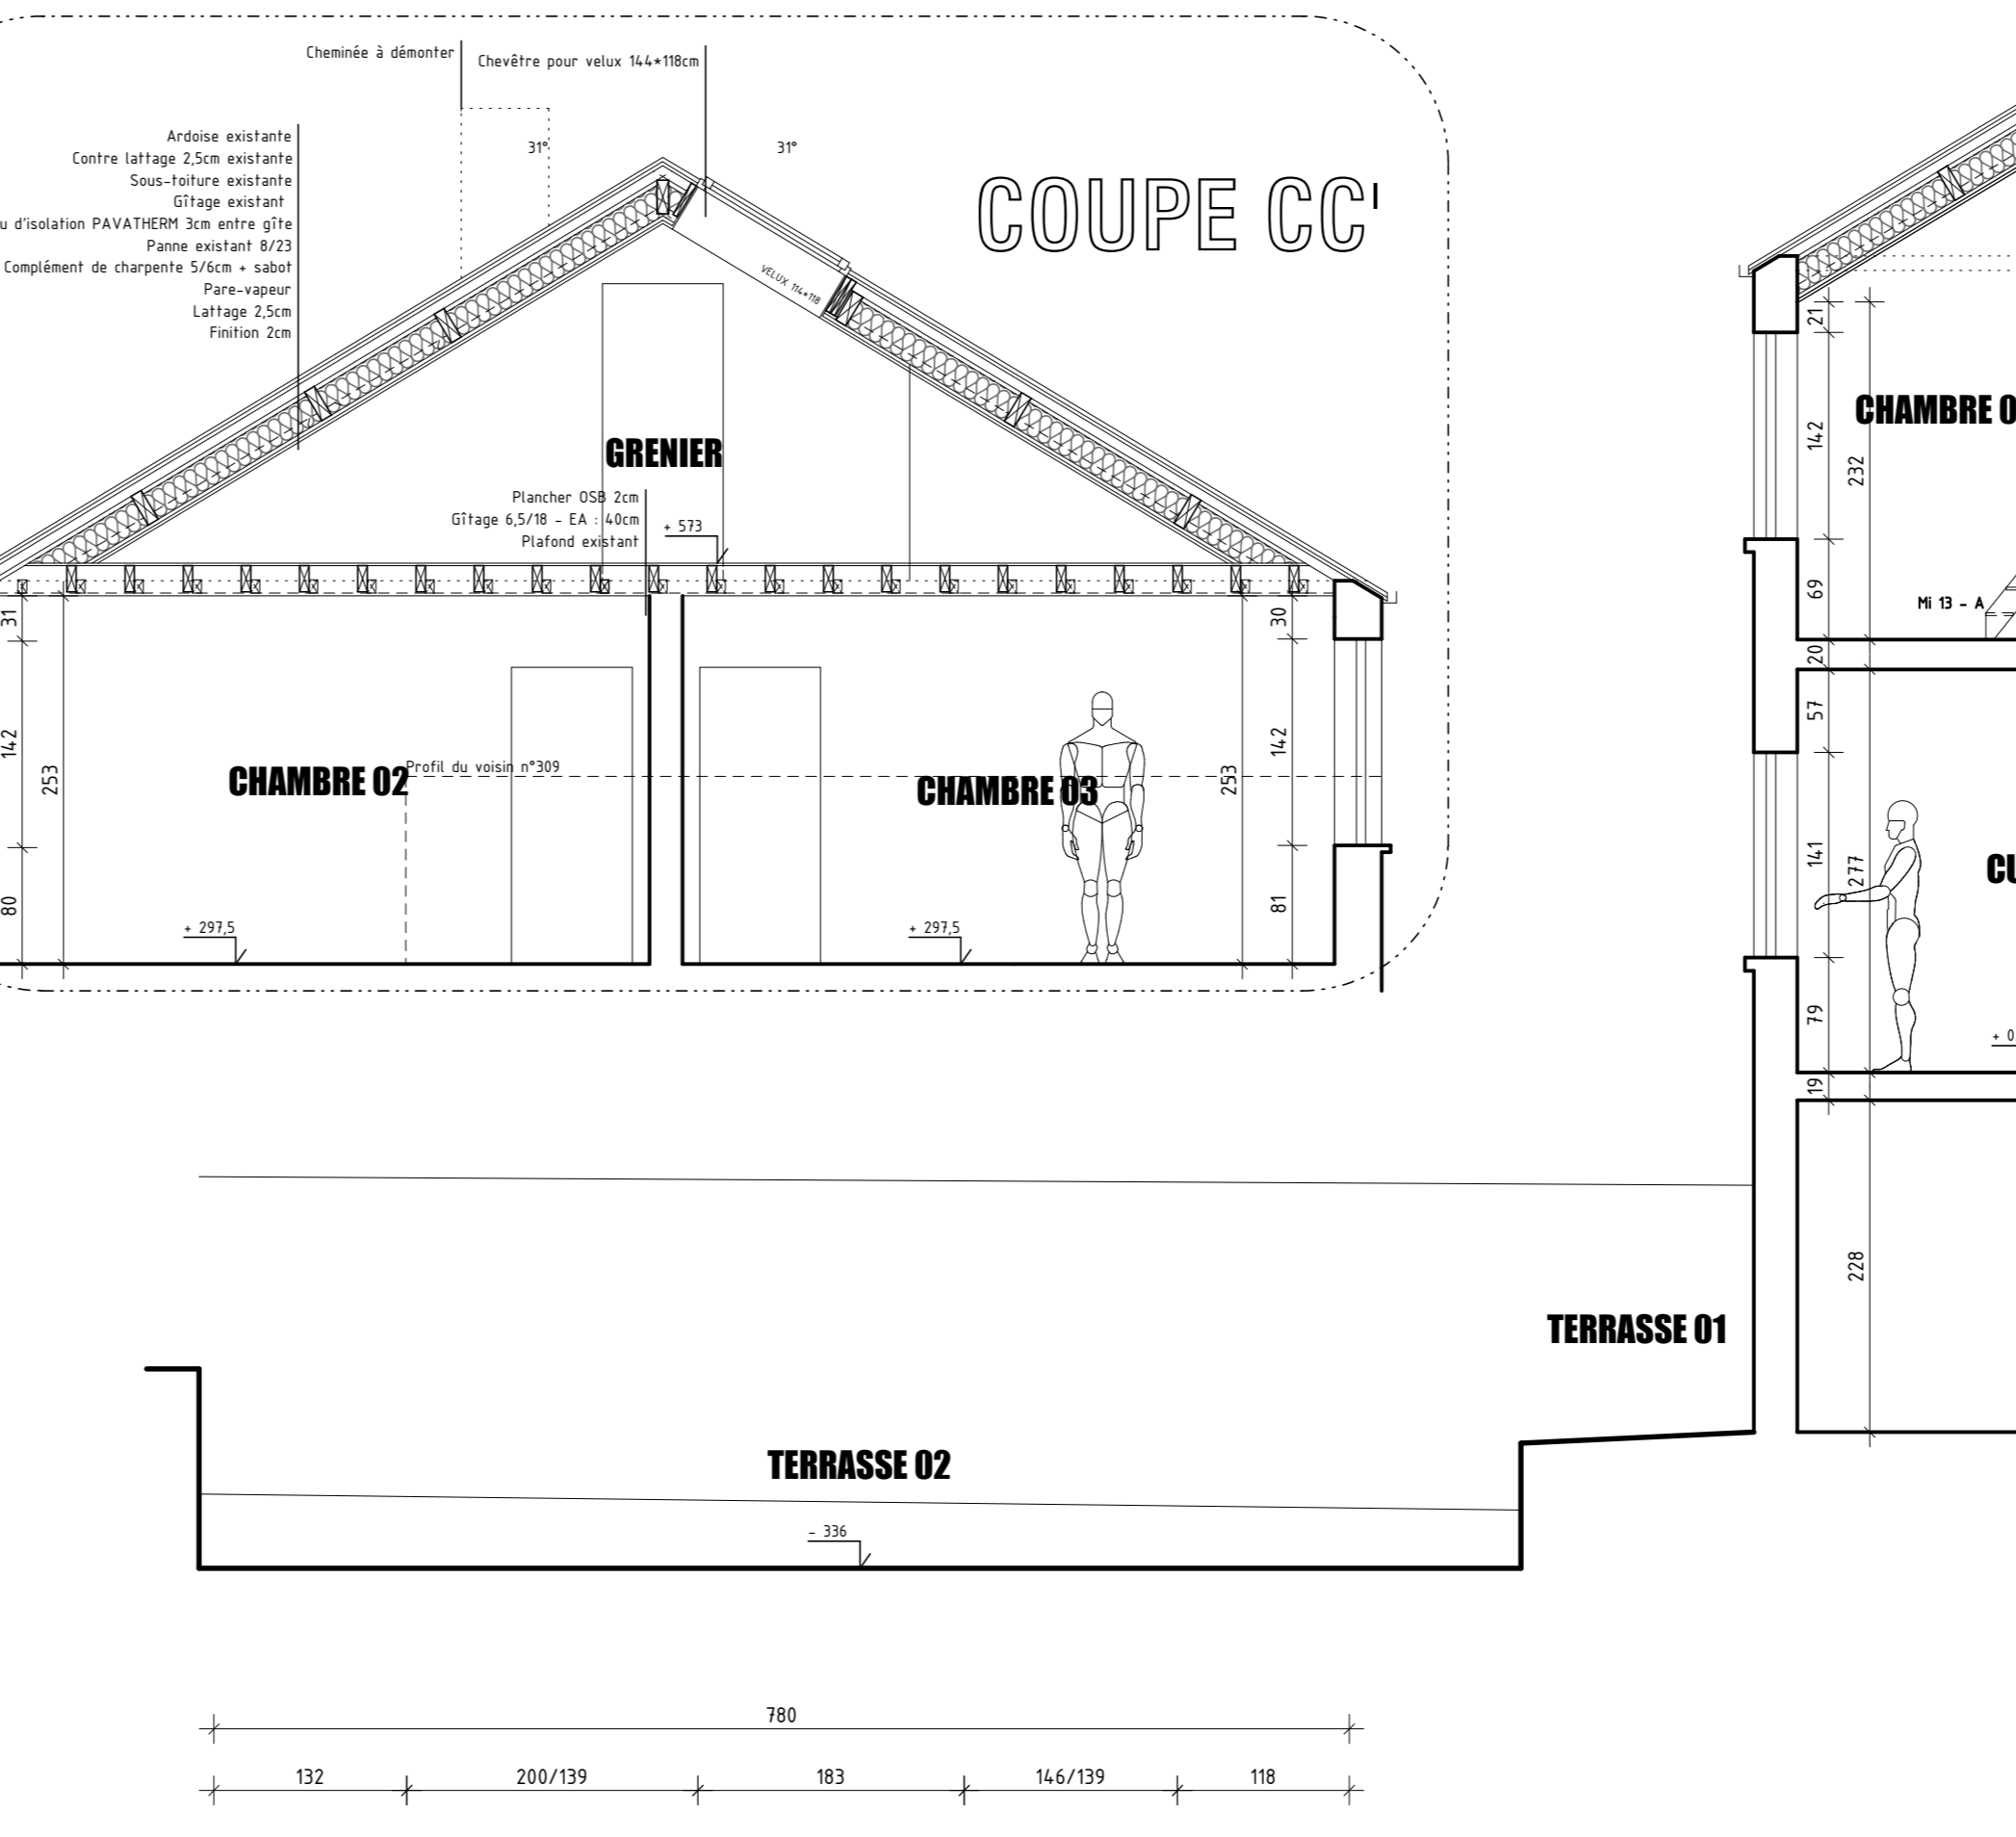 Cheminée à démonter
Chevêtre pour velux 144*118cm
Ardoise existante
Contre lattage 2,5cm existante
Sous-toiture existante
Gîtage existant
u d'isolation PAVATHERM 3cm entre gîte
Panne existant 8/23
Complément de charpente 5/6cm + sabot
Pare-vapeur
Lattage 2,5cm
Finition 2cm
31°
31°
COUPE CC'
VELUX 114*118
GRENIER
Plancher OSB 2cm
Gîtage 6,5/18 - EA : 40cm
Plafond existant
+ 573
31
142
80
253
CHAMBRE 02
Profil du voisin n°309
CHAMBRE 03
253
30
142
81
+ 297,5
+ 297,5
21
142
69
20
57
141
79
19
232
277
228
CHAMBRE 0
Mi 13 - A
CU
+ 0
TERRASSE 01
TERRASSE 02
- 336
780
132
200/139
183
146/139
118